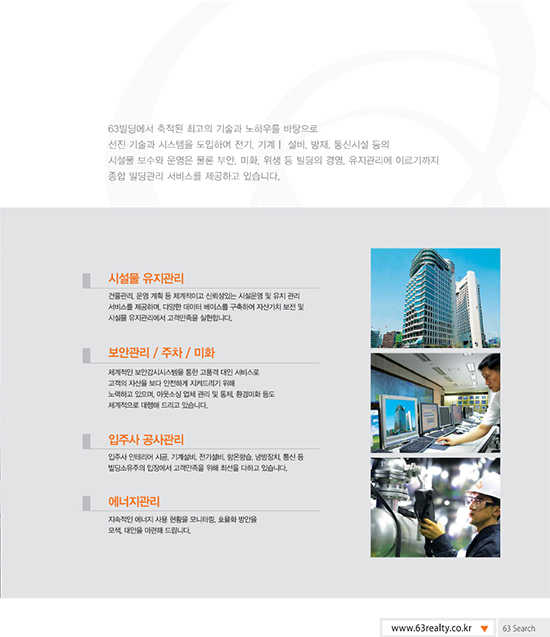 63빌딩에서 축적된 최고의 기술과 노하우를 바탕으로
선진 기술과 시스템을 도입하여 전기, 기계ㅣ 설비, 방재, 통신시설 등의
시설물 보수와 운영은 물론 부안, 미화, 위생 등 빌딩의 경영, 유지관리에 이르기까지
종합 빌딩관리 서비스를 제공하고 있습니다.
시설물 유지관리
건물관리, 운영 계획 등 체계적이고 신뢰성있는 시설운영 및 유지 관리
서비스를 제공하며, 다양한 데이터 베이스를 구축하여 자산가치 보전 및
시설물 유지관리에서 고객만족을 실현합니다.
보안관리 / 주차 / 미화
체계적인 보안감시시스템을 통한 고품격 대인 서비스로
고객의 자산을 보다 안전하게 지켜드리기 위해
노력하고 있으며, 아웃소싱 업체 관리 및 통제, 환경미화 등도
체계적으로 대행해 드리고 있습니다.
입주사 공사관리
입주사 인테리어 시공, 기계설비, 전기설비, 항온항습, 냉방장치, 통신 등
빌딩소유주의 입장에서 고객만족을 위해 최선을 다하고 있습니다.
에너지관리
지속적인 에너지 사용 현황을 모니터링, 효율화 방안을
모색, 대안을 마련해 드립니다.
www.63realty.co.kr ▼ 63 Search